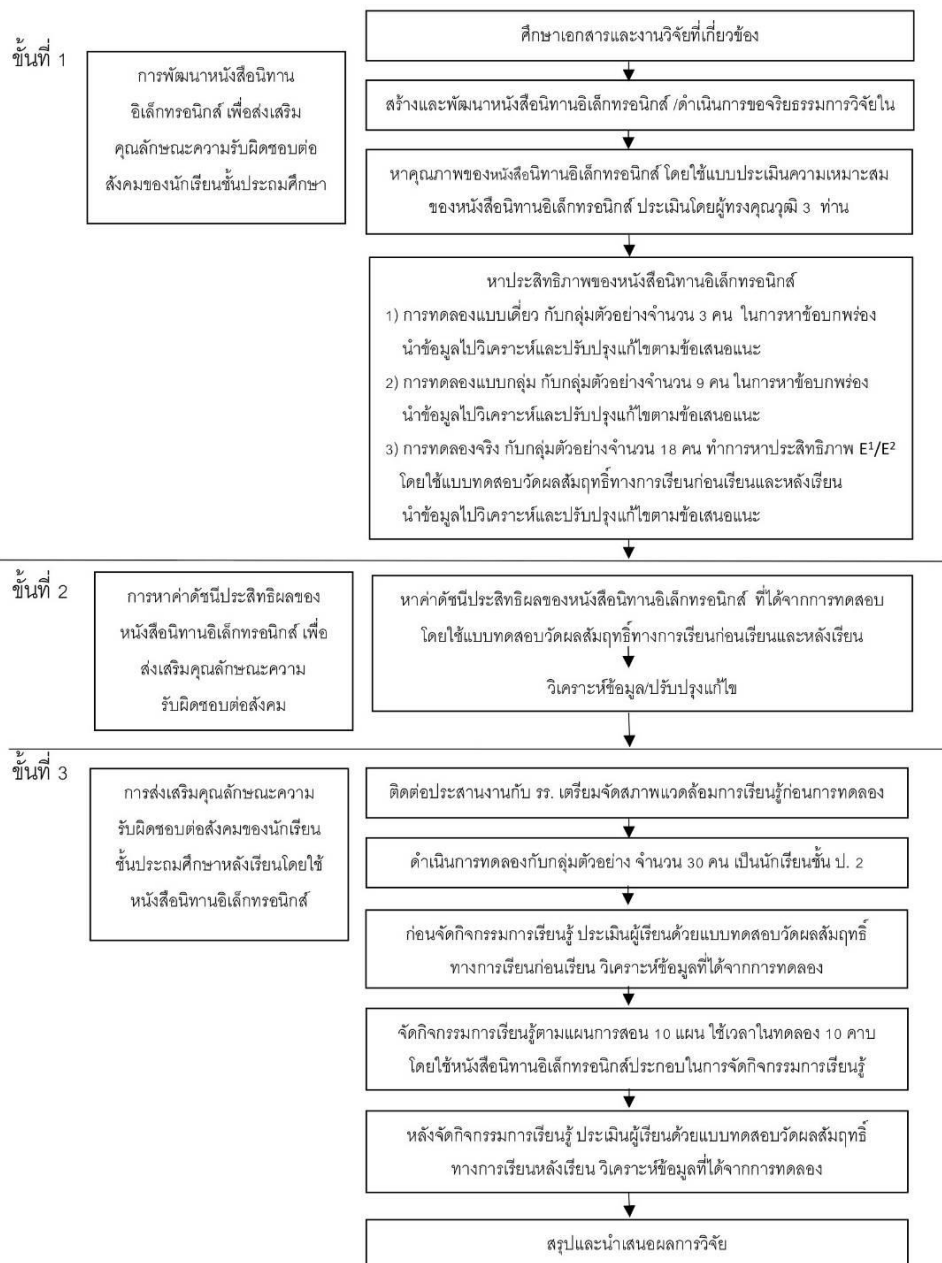 ขั้นที่ 1
การพัฒนาหนังสือนิทาน
อิเล็กทรอนิกส์ เพื่อส่งเสริม
คุณลักษณะความรับผิดชอบต่อ
สังคมของนักเรียนชั้นประถมศึกษา
ศึกษาเอกสารและงานวิจัยที่เกี่ยวข้อง
สร้างและพัฒนาหนังสือนิทานอิเล็กทรอนิกส์ /ดำเนินการขอจริยธรรมการวิจัยใน
หาคุณภาพของหนังสือนิทานอิเล็กทรอนิกส์ โดยใช้แบบประเมินความเหมาะสม
ของหนังสือนิทานอิเล็กทรอนิกส์ ประเมินโดยผู้ทรงคุณวุฒิ 3 ท่าน
หาประสิทธิภาพของหนังสือนิทานอิเล็กทรอนิกส์
1) การทดลองแบบเดี่ยว กับกลุ่มตัวอย่างจำนวน 3 คน ในการหาข้อบกพร่อง
นำข้อมูลไปวิเคราะห์และปรับปรุงแก้ไขตามข้อเสนอแนะ
2) การทดลองแบบกลุ่ม กับกลุ่มตัวอย่างจำนวน 9 คน ในการหาข้อบกพร่อง
นำข้อมูลไปวิเคราะห์และปรับปรุงแก้ไขตามข้อเสนอแนะ
3) การทดลองจริง กับกลุ่มตัวอย่างจำนวน 18 คน ทำการหาประสิทธิภาพ E¹/E²
โดยใช้แบบทดสอบวัดผลสัมฤทธิ์ทางการเรียนก่อนเรียนและหลังเรียน
นำข้อมูลไปวิเคราะห์และปรับปรุงแก้ไขตามข้อเสนอแนะ
ขั้นที่ 2
การหาค่าดัชนีประสิทธิผลของ
หนังสือนิทานอิเล็กทรอนิกส์ เพื่อ
ส่งเสริมคุณลักษณะความ
รับผิดชอบต่อสังคม
หาค่าดัชนีประสิทธิผลของหนังสือนิทานอิเล็กทรอนิกส์ ที่ได้จากการทดสอบ
โดยใช้แบบทดสอบวัดผลสัมฤทธิ์ทางการเรียนก่อนเรียนและหลังเรียน
วิเคราะห์ข้อมูล/ปรับปรุงแก้ไข
ขั้นที่ 3
การส่งเสริมคุณลักษณะความ
รับผิดชอบต่อสังคมของนักเรียน
ชั้นประถมศึกษาหลังเรียนโดยใช้
หนังสือนิทานอิเล็กทรอนิกส์
ติดต่อประสานงานกับ รร. เตรียมจัดสภาพแวดล้อมการเรียนรู้ก่อนการทดลอง
ดำเนินการทดลองกับกลุ่มตัวอย่าง จำนวน 30 คน เป็นนักเรียนชั้น ป. 2
ก่อนจัดกิจกรรมการเรียนรู้ ประเมินผู้เรียนด้วยแบบทดสอบวัดผลสัมฤทธิ์
ทางการเรียนก่อนเรียน วิเคราะห์ข้อมูลที่ได้จากการทดลอง
จัดกิจกรรมการเรียนรู้ตามแผนการสอน 10 แผน ใช้เวลาในทดลอง 10 คาบ
โดยใช้หนังสือนิทานอิเล็กทรอนิกส์ประกอบในการจัดกิจกรรมการเรียนรู้
หลังจัดกิจกรรมการเรียนรู้ ประเมินผู้เรียนด้วยแบบทดสอบวัดผลสัมฤทธิ์
ทางการเรียนหลังเรียน วิเคราะห์ข้อมูลที่ได้จากการทดลอง
สรุปและนำเสนอผลการวิจัย